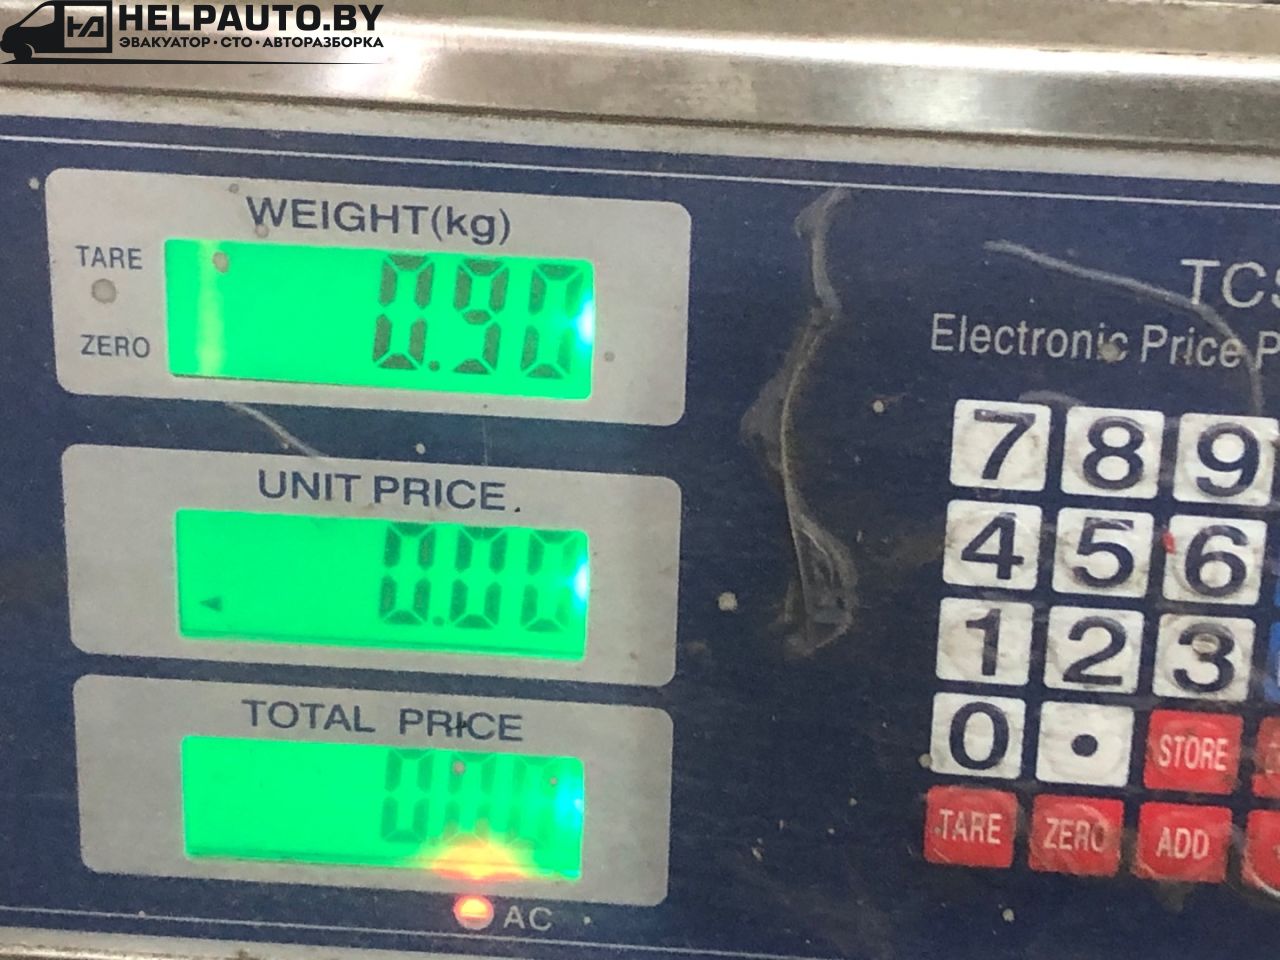 HELPAUTO.BY
ЭВАКУАТОР·СТО·АВТОРАЗБОРКА
WEIGHT(kg)
TARE
ZERO
0.90
UNIT PRICE.
0.00
TOTAL PRICE
AC
Electronic Price
7 8 9
4 5 6
1 2 3
0 .
STORE
TARE ZERO ADD